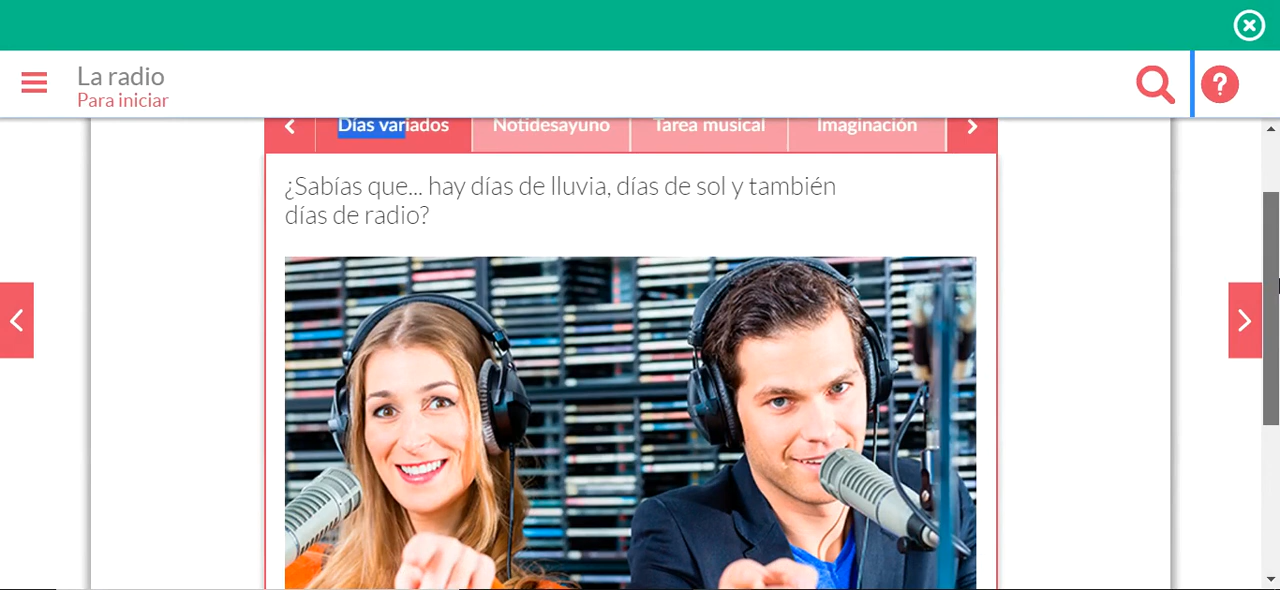 La radio
Para iniciar
Días variados
Notidesayuno
Tarea musical
Imaginación
¿Sabías que... hay días de lluvia, días de sol y también
días de radio?